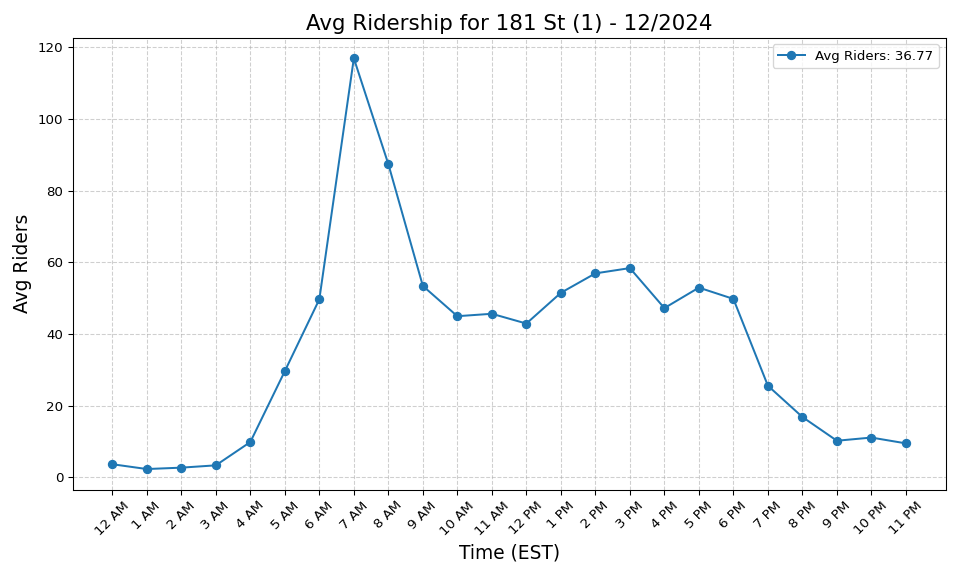 Avg Ridership for 181 St (1) - 12/2024
Avg Riders: 36.77
Avg Riders
120
100
80
60
40
20
0
12 AM
1 AM
2 AM
3 AM
4 AM
5 AM
6 AM
7 AM
8 AM
9 AM
10 AM
11 AM
12 PM
1 PM
2 PM
3 PM
4 PM
5 PM
6 PM
7 PM
8 PM
9 PM
10 PM
11 PM
Time (EST)